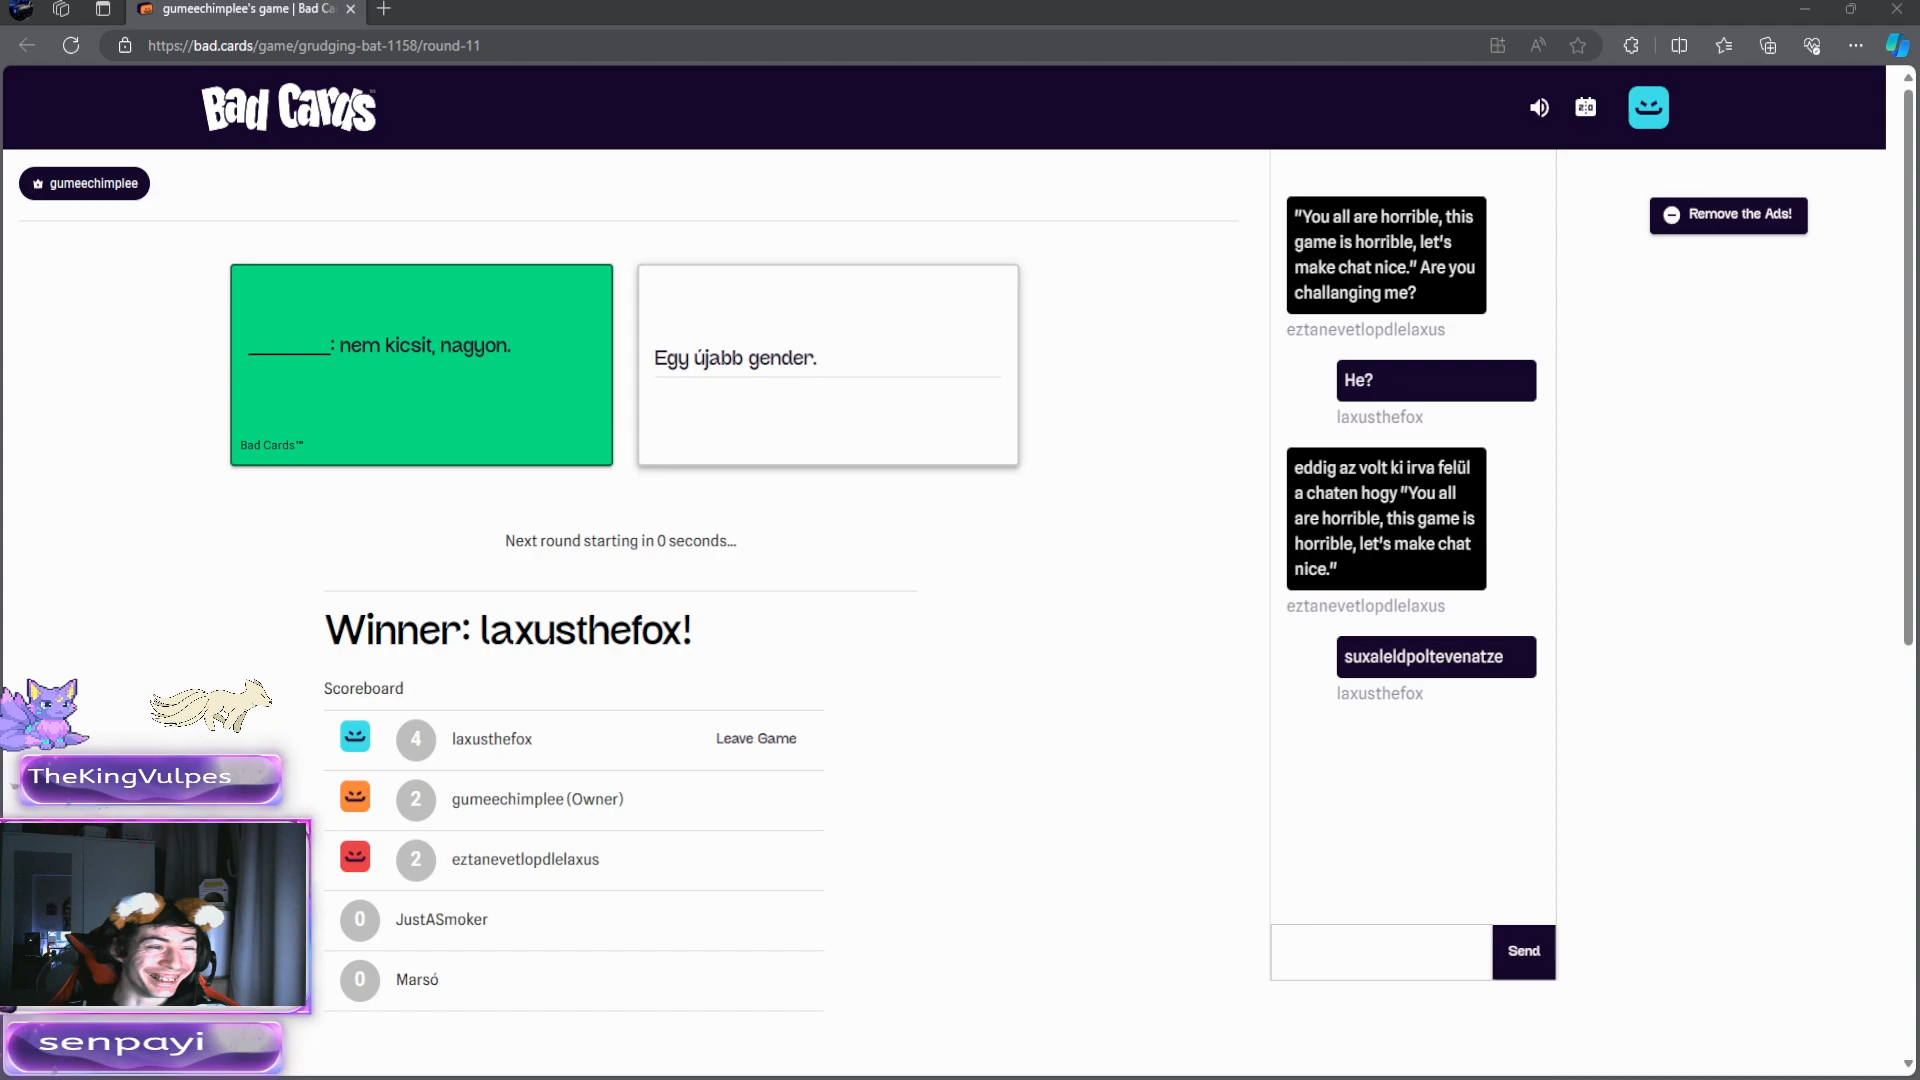 gumeechimplee's game | Bad Ca
https://bad.cards/game/grudging-bat-1158/round-11
Bad Cards™
2:0
gumeechimplee
_________: nem kicsit, nagyon.
Bad Cards™
Egy újabb gender.
Next round starting in 0 seconds...
Winner: laxusthefox!
Scoreboard
4 laxusthefox Leave Game
2 gumeechimplee (Owner)
2 eztanevetlopdlelaxus
0 JustASmoker
0 Marsó
"You all are horrible, this
game is horrible, let's
make chat nice." Are you
challanging me?
eztanevetlopdlelaxus
He?
laxusthefox
eddig az volt ki irva felül
a chaten hogy "You all
are horrible, this game is
horrible, let's make chat
nice."
eztanevetlopdlelaxus
suxaleldpoltevenatze
laxusthefox
Send
Remove the Ads!
TheKingVulpes
senpayi